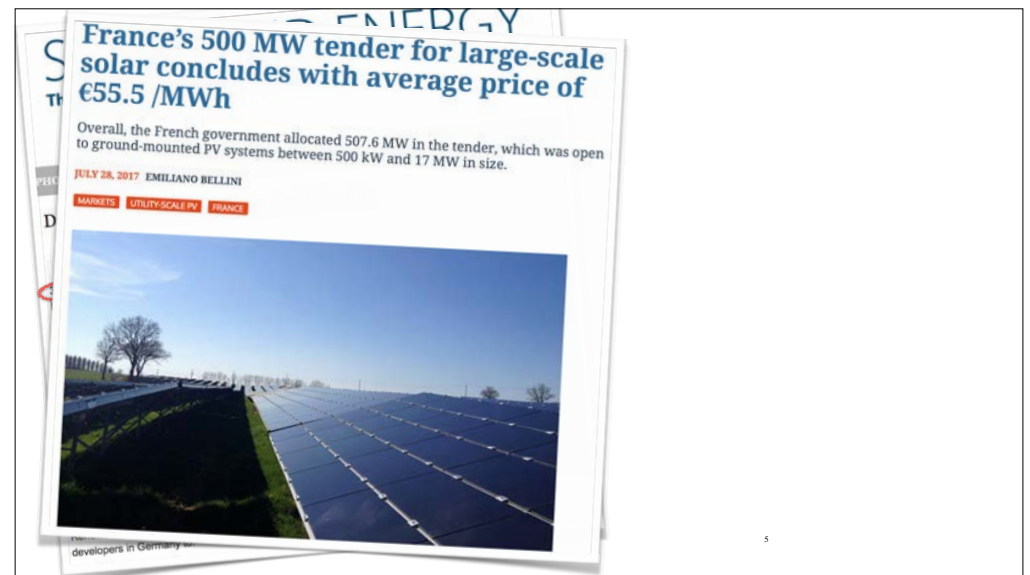 ENERGY
France’s 500 MW tender for large-scale
solar concludes with average price of
€55.5 /MWh
Overall, the French government allocated 507.6 MW in the tender, which was open
to ground-mounted PV systems between 500 kW and 17 MW in size.
JULY 28, 2017 EMILIANO BELLINI
MARKETS UTILITY-SCALE PV FRANCE
developers in Germany
5